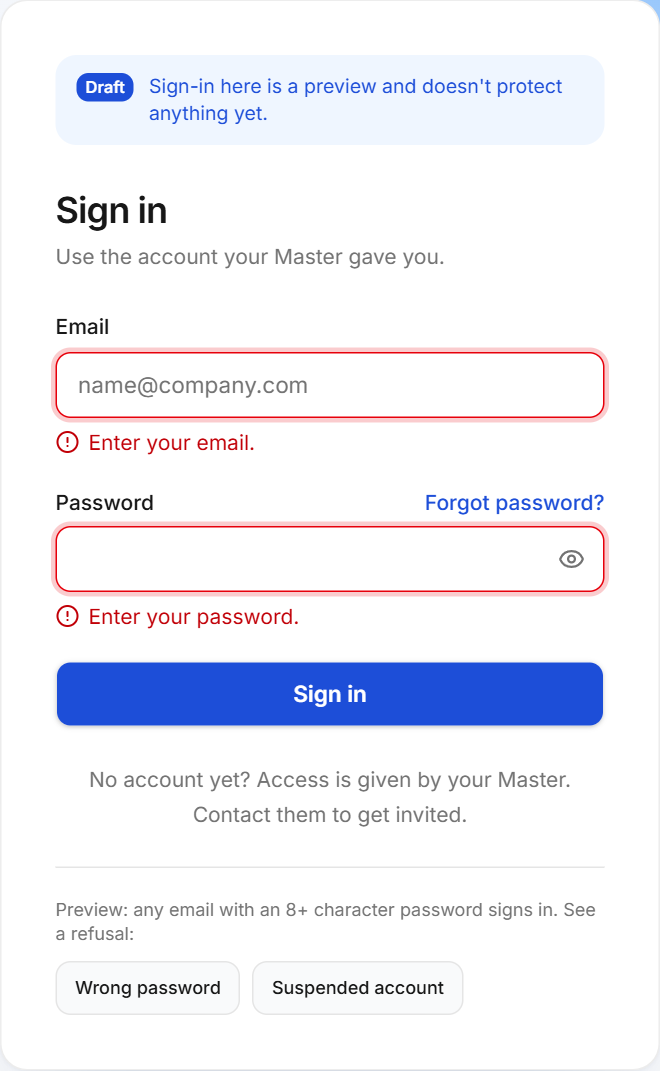 Draft
Sign-in here is a preview and doesn't protect
anything yet.
Sign in
Use the account your Master gave you.
Email
name@company.com
Enter your email.
Password
Forgot password?
Enter your password.
Sign in
No account yet? Access is given by your Master.
Contact them to get invited.
Preview: any email with an 8+ character password signs in. See
a refusal:
Wrong password
Suspended account